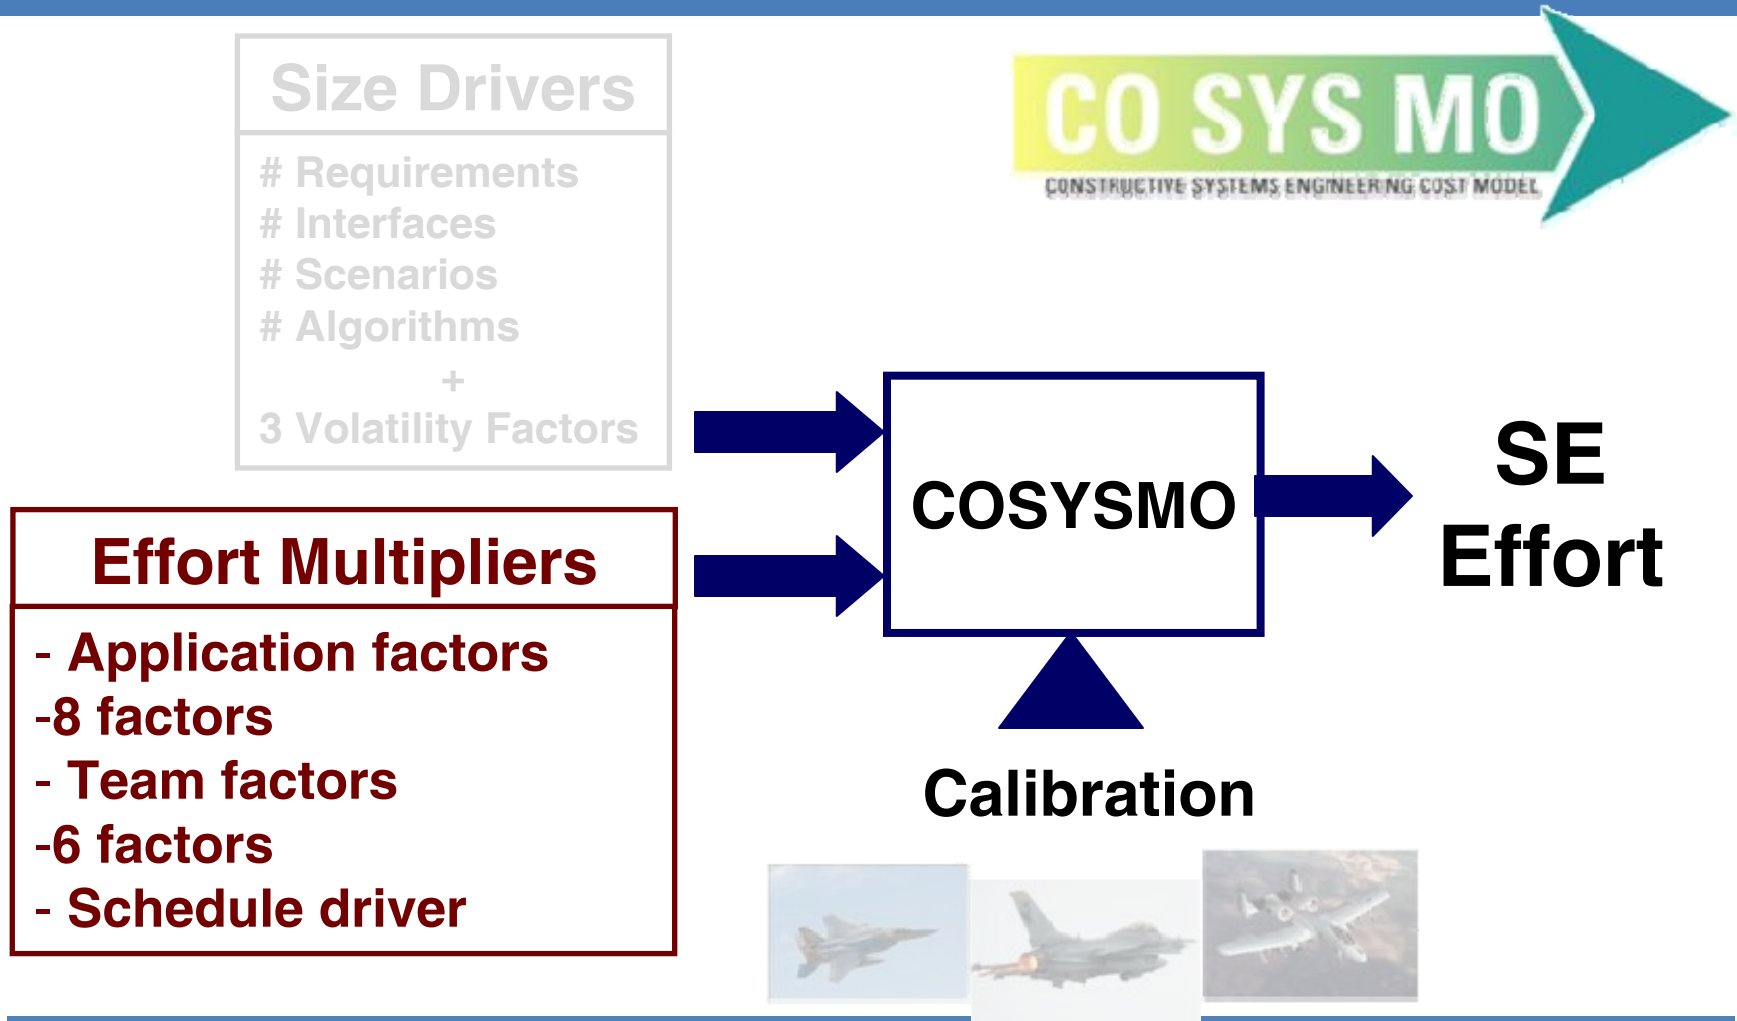 Size Drivers
# Requirements
# Interfaces
# Scenarios
# Algorithms
+
3 Volatility Factors
CO SYS MO
CONSTRUCTIVE SYSTEMS ENGINEERING COST MODEL
Effort Multipliers
- Application factors
-8 factors
- Team factors
-6 factors
- Schedule driver
COSYSMO
SE
Effort
Calibration